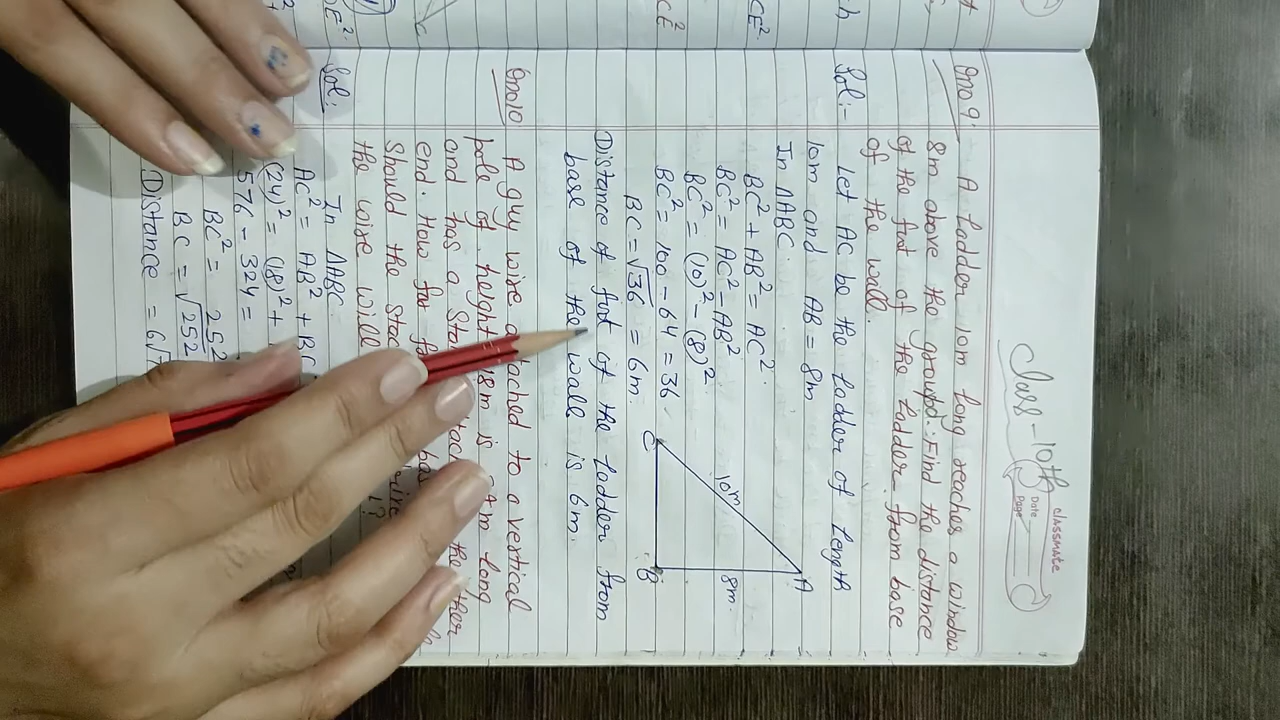 Class - 10th
classmate
Date
Page
Qno9. A Ladder 10m Long reaches a window
8m above the ground. Find the distance
of the foot of the Ladder from base
of the wall.
Sol:- Let AC be the Ladder of Length
10m and AB = 8m
In ΔABC
BC² + AB² = AC².
BC² = AC² - AB²
BC² = (10)² - (8)²
BC² = 100 - 64 = 36
BC = √36 = 6m.
A
10m
8m.
C
B
Distance of foot of the Ladder from
base of the wall is 6m.
Qno10 A guy wire attached to a vertical
pole of height 18m is 24m long
and has a
end. How far
should the
the wire will
Sol:- In ΔABC
AC² = AB² +
(24)² = (18)² +
576 - 324 =
BC² = 252
BC = √252
Distance = 6√7
CE².
CE²
DE².